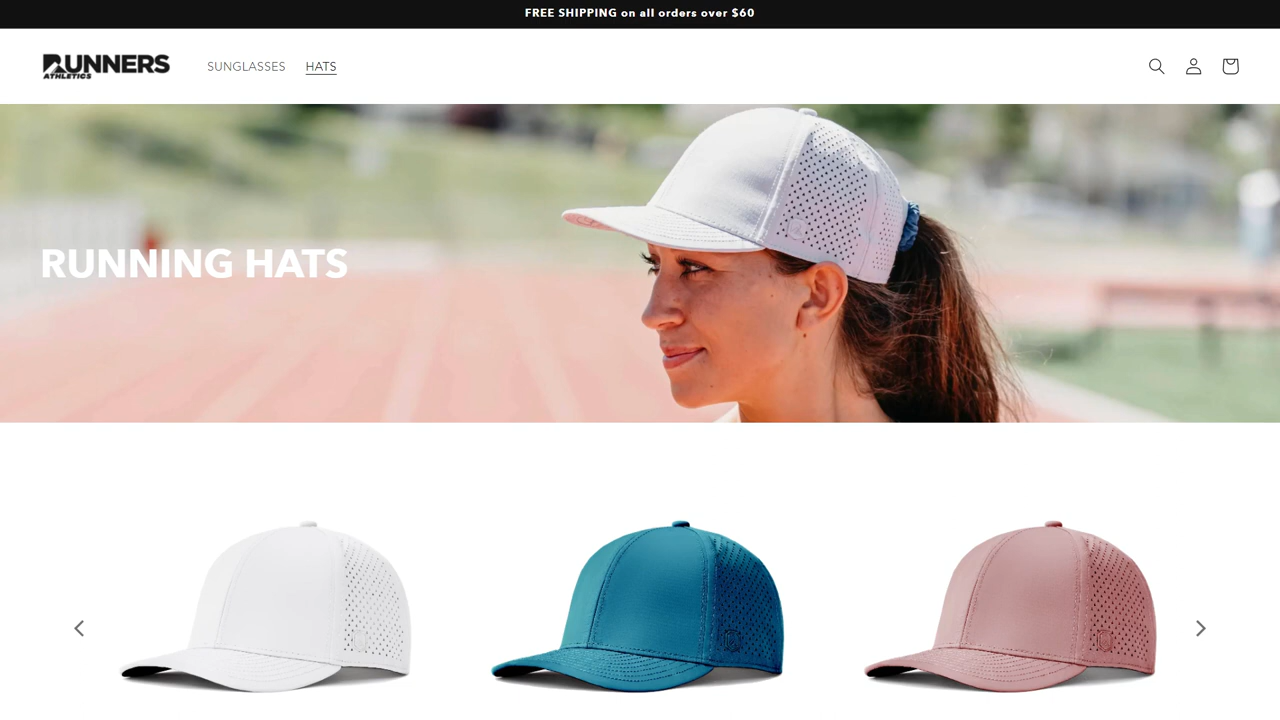 FREE SHIPPING on all orders over $60
RUNNERS
ATHLETICS
SUNGLASSES
HATS
RUNNING HATS